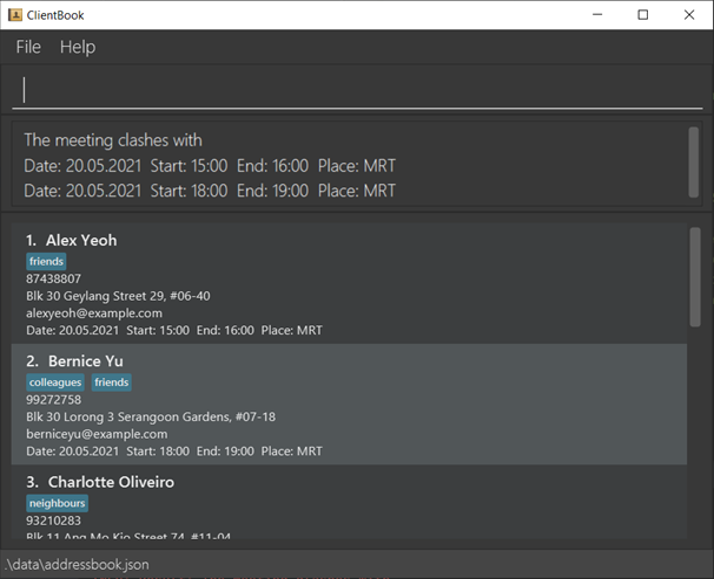 ClientBook
File Help
The meeting clashes with
Date: 20.05.2021 Start: 15:00 End: 16:00 Place: MRT
Date: 20.05.2021 Start: 18:00 End: 19:00 Place: MRT
1. Alex Yeoh
friends
87438807
Blk 30 Geylang Street 29, #06-40
alexyeoh@example.com
Date: 20.05.2021 Start: 15:00 End: 16:00 Place: MRT
2. Bernice Yu
colleagues friends
99272758
Blk 30 Lorong 3 Serangoon Gardens, #07-18
berniceyu@example.com
Date: 20.05.2021 Start: 18:00 End: 19:00 Place: MRT
3. Charlotte Oliveiro
neighbours
93210283
Blk 11 Ang Mo Kio Street 74, #11-04
.\data\addressbook.json